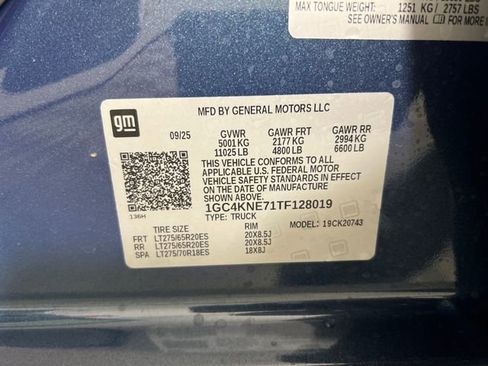 MAX TONGUE WEIGHT: 1251 KG / 2757 LBS
SEE OWNER'S MANUAL FOR MORE
gm
MFD BY GENERAL MOTORS LLC
09/25 GVWR GAWR FRT GAWR RR
5001 KG 2177 KG 2994 KG
11025 LB 4800 LB 6600 LB
THIS VEHICLE CONFORMS TO ALL
APPLICABLE U.S. FEDERAL MOTOR
VEHICLE SAFETY STANDARDS IN
EFFECT ON THE DATE OF MANUFACTURE
SHOWN ABOVE.
1GC4KNE71TF128019
136H
TYPE: TRUCK MODEL: 19CK20743
TIRE SIZE RIM
FRT LT275/65R20ES 20X8.5J
RR LT275/65R20ES 20X8.5J
SPA LT275/70R18ES 18X8J